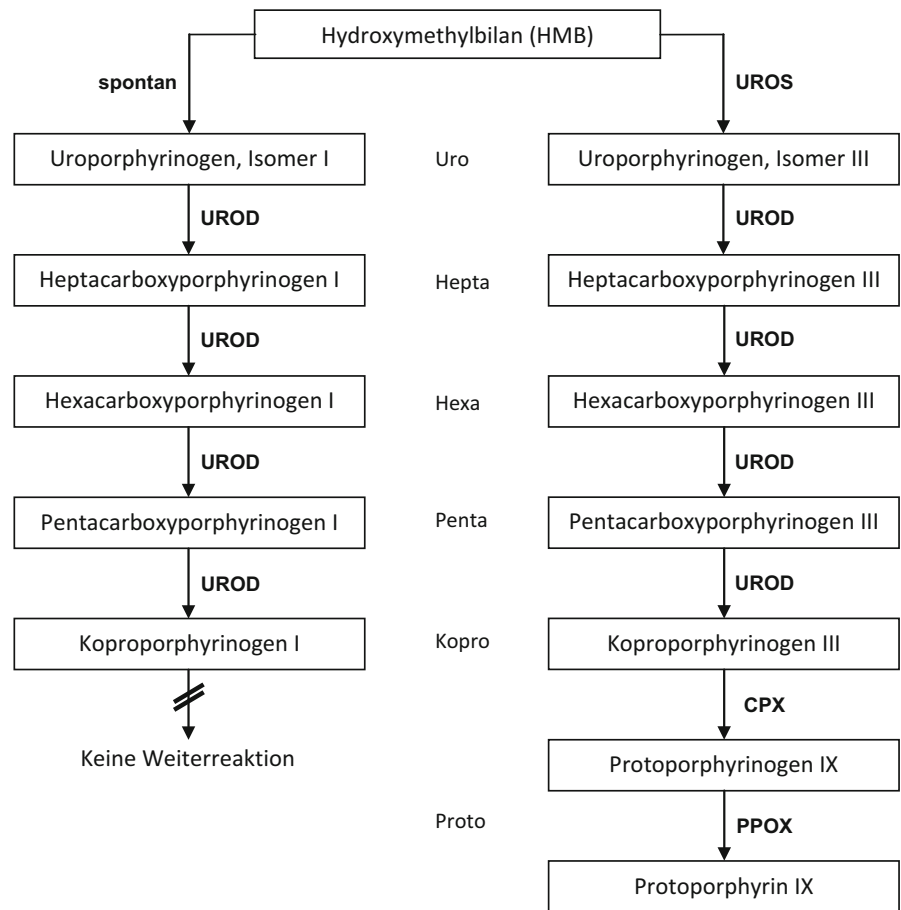 Hydroxymethylbilan (HMB)
spontan
UROS
Uroporphyrinogen, Isomer I
Uro
Uroporphyrinogen, Isomer III
UROD
UROD
Heptacarboxyporphyrinogen I
Hepta
Heptacarboxyporphyrinogen III
UROD
UROD
Hexacarboxyporphyrinogen I
Hexa
Hexacarboxyporphyrinogen III
UROD
UROD
Pentacarboxyporphyrinogen I
Penta
Pentacarboxyporphyrinogen III
UROD
UROD
Koproporphyrinogen I
Kopro
Koproporphyrinogen III
CPX
Keine Weiterreaktion
Protoporphyrinogen IX
Proto
PPOX
Protoporphyrin IX